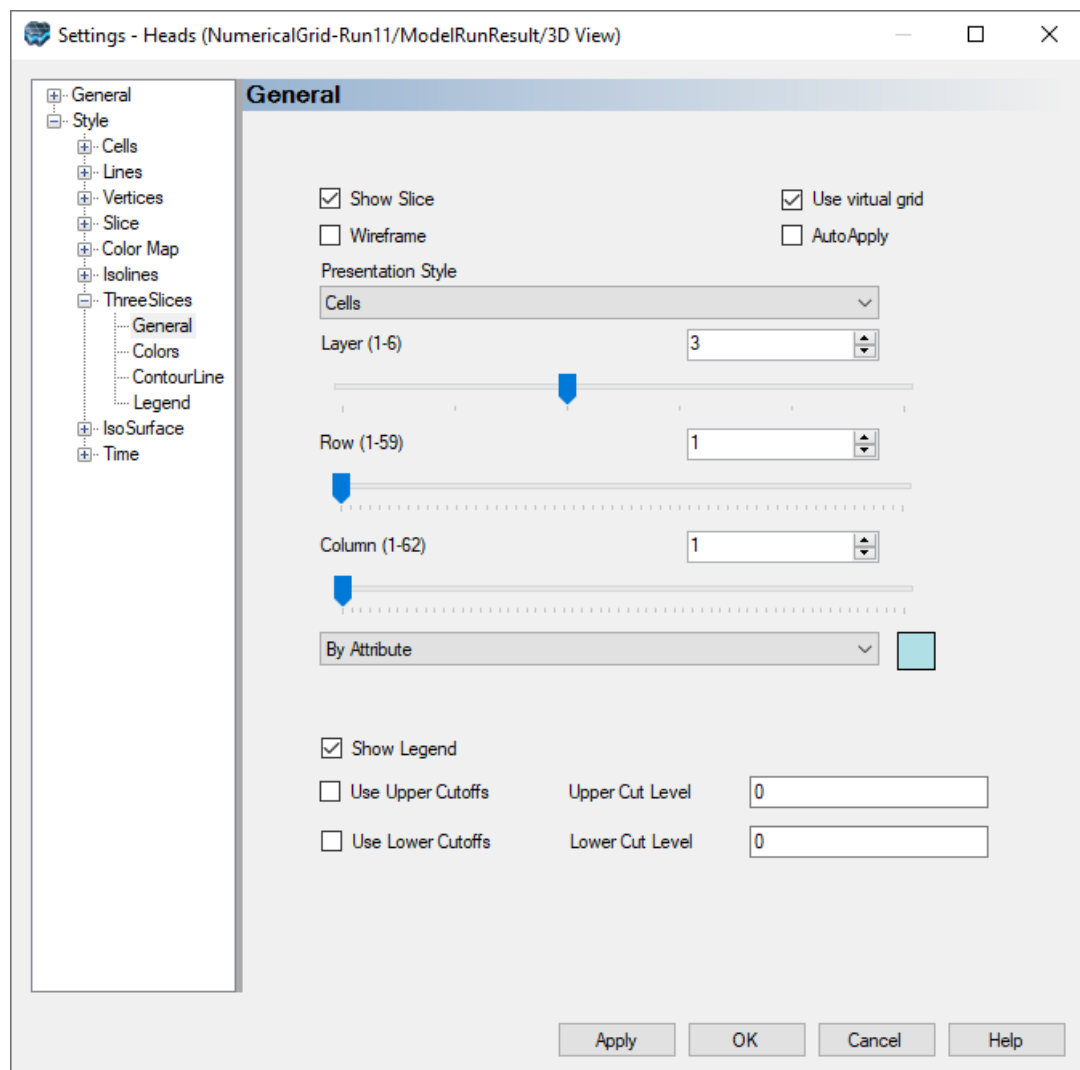 Settings - Heads (NumericalGrid-Run11/ModelRunResult/3D View)
General
Style
Cells
Lines
Vertices
Slice
Color Map
Isolines
ThreeSlices
General
Colors
ContourLine
Legend
IsoSurface
Time
General
Show Slice
Use virtual grid
Wireframe
AutoApply
Presentation Style
Cells
Layer (1-6) 3
Row (1-59) 1
Column (1-62) 1
By Attribute
Show Legend
Use Upper Cutoffs Upper Cut Level 0
Use Lower Cutoffs Lower Cut Level 0
Apply OK Cancel Help